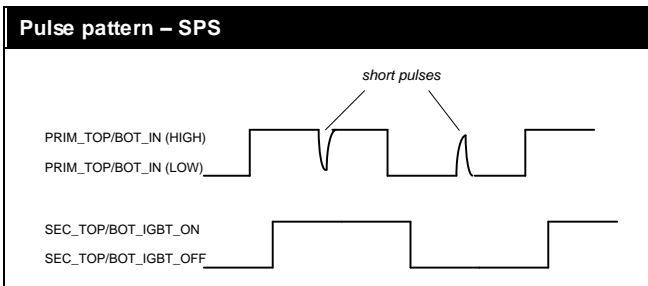 Pulse pattern – SPS
short pulses
PRIM_TOP/BOT_IN (HIGH)
PRIM_TOP/BOT_IN (LOW)
SEC_TOP/BOT_IGBT_ON
SEC_TOP/BOT_IGBT_OFF